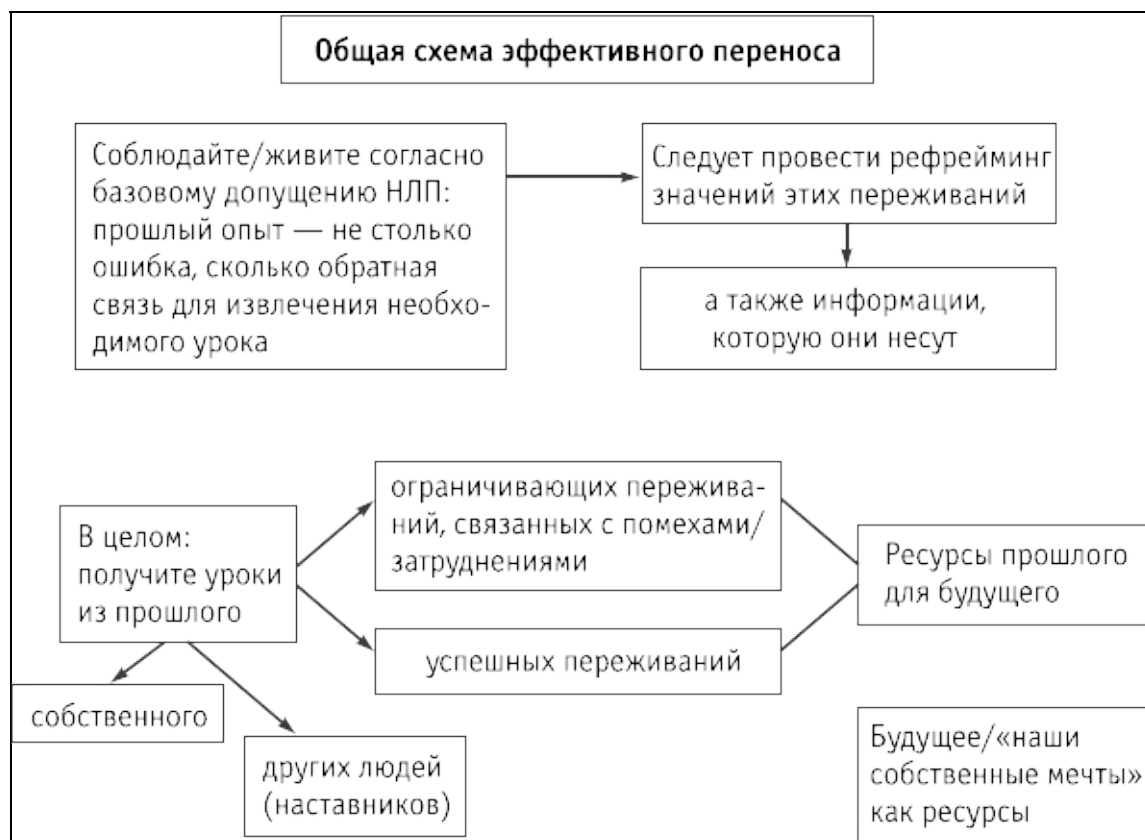 Общая схема эффективного переноса
Соблюдайте/живите согласно
базовому допущению НЛП:
прошлый опыт — не столько
ошибка, сколько обратная
связь для извлечения необхо-
димого урока
Следует провести рефрейминг
значений этих переживаний
а также информации,
которую они несут
В целом:
получите уроки
из прошлого
ограничивающих пережива-
ний, связанных с помехами/
затруднениями
успешных переживаний
Ресурсы прошлого
для будущего
собственного
других людей
(наставников)
Будущее/«наши
собственные мечты»
как ресурсы